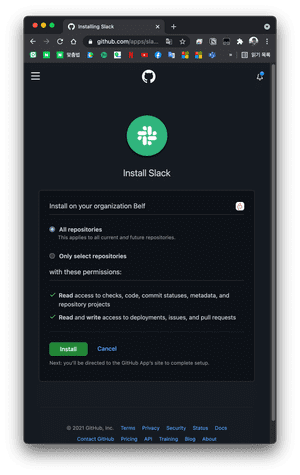 Installing Slack
github.com/apps/sla...
맞춤법
읽기 목록
Install Slack
Install on your organization Belf
All repositories
This applies to all current and future repositories.
Only select repositories
with these permissions:
Read access to checks, code, commit statuses, metadata, and
repository projects
Read and write access to deployments, issues, and pull requests
Install Cancel
Next: you'll be directed to the GitHub App's site to complete setup.
© 2021 GitHub, Inc. Terms Privacy Security Status Docs
Contact GitHub Pricing API Training Blog About